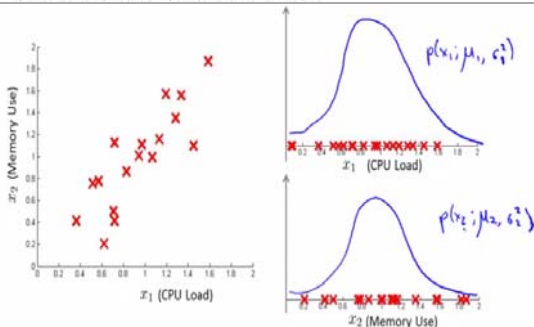 x₂ (Memory Use)
2
1.8
1.6
1.4
1.2
1
0.8
0.6
0.4
0.2
0
0 0.2 0.4 0.6 0.8 1 1.2 1.4 1.6 1.8 2
x₁ (CPU Load)
p(x₁; μ₁, σ₁²)
0.2 0.4 0.6 0.8 1 1.2 1.4 1.6 1.8 2
x₁ (CPU Load)
p(x₂; μ₂, σ₂²)
0.2 0.4 0.6 0.8 1 1.2 1.4 1.6 1.8 2
x₂ (Memory Use)